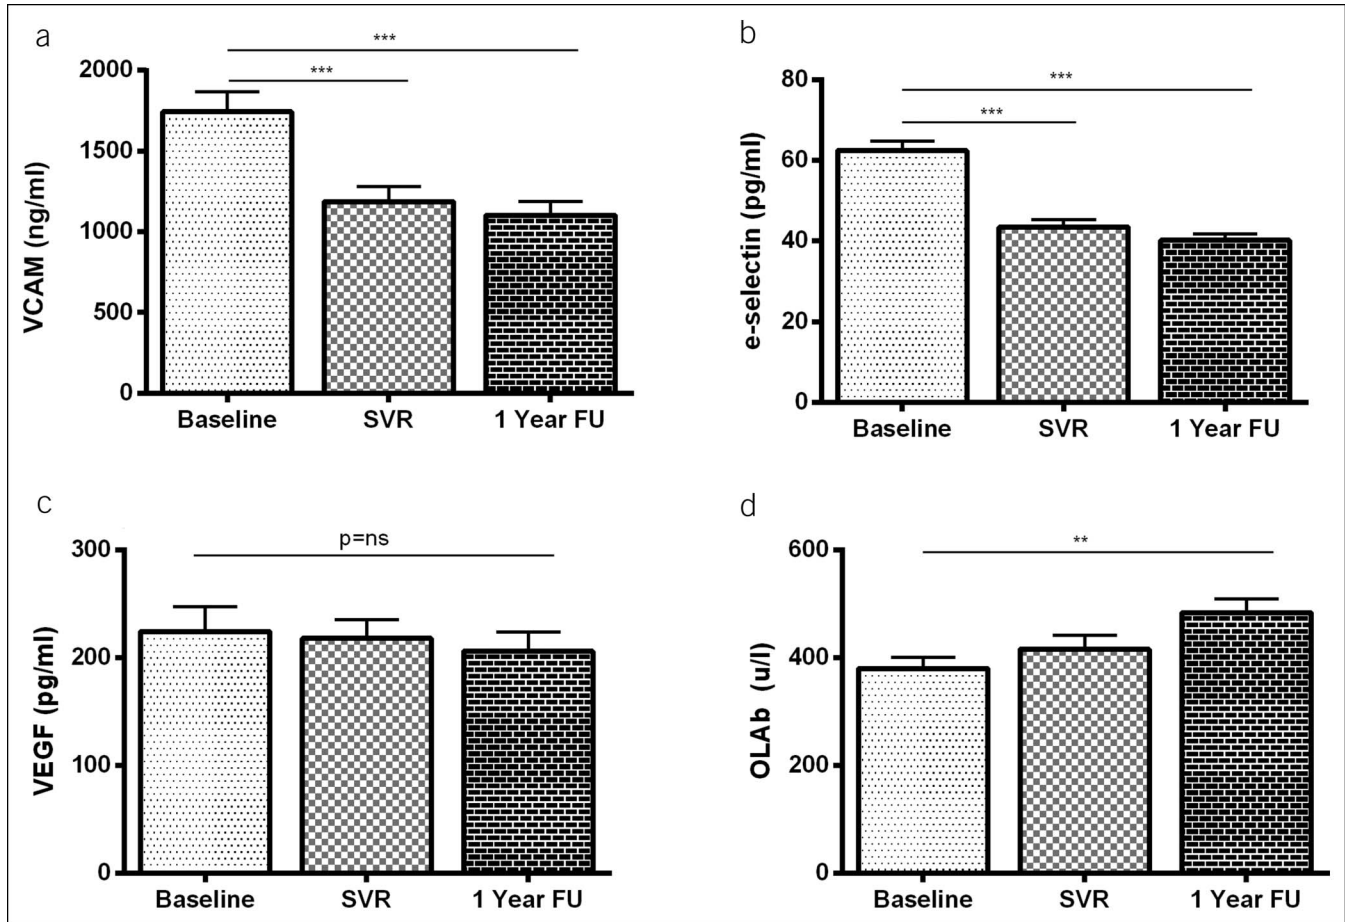 a
***
***
2000
1500
1000
500
0
VCAM (ng/ml)
Baseline SVR 1 Year FU
b
***
***
80
60
40
20
0
e-selectin (pg/ml)
Baseline SVR 1 Year FU
c
p=ns
300
200
100
0
VEGF (pg/ml)
Baseline SVR 1 Year FU
d
**
600
400
200
0
OLAb (u/l)
Baseline SVR 1 Year FU